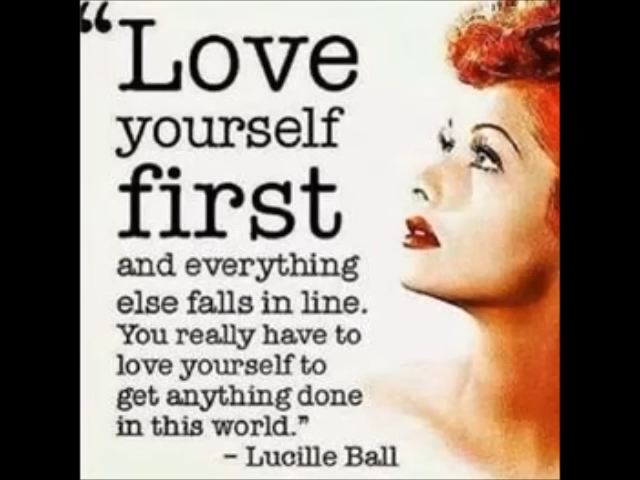 “Love
yourself
first
and everything
else falls in line.
You really have to
love yourself to
get anything done
in this world.”
– Lucille Ball